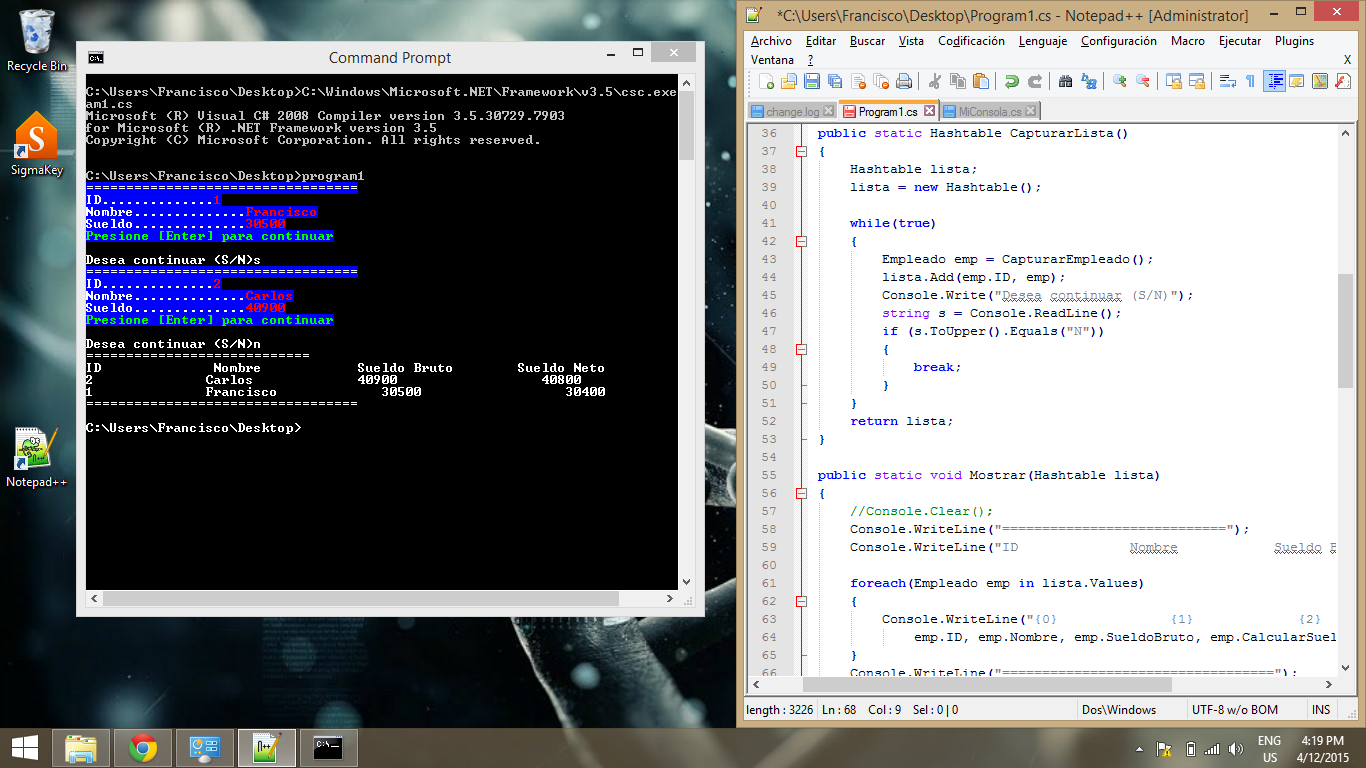 Recycle Bin
SigmaKey
Notepad++
Command Prompt
C:\Users\Francisco\Desktop>C:\Windows\Microsoft.NET\Framework\v3.5\csc.exe
am1.cs
Microsoft (R) Visual C# 2008 Compiler version 3.5.30729.7903
for Microsoft (R) .NET Framework version 3.5
Copyright (C) Microsoft Corporation. All rights reserved.
C:\Users\Francisco\Desktop>program1
==================================
ID..............1
Nombre..............Francisco
Sueldo..............30500
Presione [Enter] para continuar
Desea continuar (S/N)s
==================================
ID..............2
Nombre..............Carlos
Sueldo..............40900
Presione [Enter] para continuar
Desea continuar (S/N)n
============================
ID Nombre Sueldo Bruto Sueldo Neto
2 Carlos 40900 40800
1 Francisco 30500 30400
==================================
C:\Users\Francisco\Desktop>
*C:\Users\Francisco\Desktop\Program1.cs - Notepad++ [Administrator]
Archivo Editar Buscar Vista Codificación Lenguaje Configuración Macro Ejecutar Plugins
Ventana ? X
change.log Program1.cs MiConsola.cs
36 public static Hashtable CapturarLista()
37 {
38 Hashtable lista;
39 lista = new Hashtable();
40
41 while(true)
42 {
43 Empleado emp = CapturarEmpleado();
44 lista.Add(emp.ID, emp);
45 Console.Write("Desea continuar (S/N)");
46 string s = Console.ReadLine();
47 if (s.ToUpper().Equals("N"))
48 {
49 break;
50 }
51 }
52 return lista;
53 }
54
55 public static void Mostrar(Hashtable lista)
56 {
57 //Console.Clear();
58 Console.WriteLine("============================");
59 Console.WriteLine("ID Nombre Sueldo B
60
61 foreach(Empleado emp in lista.Values)
62 {
63 Console.WriteLine("{0} {1} {2}
64 emp.ID, emp.Nombre, emp.SueldoBruto, emp.CalcularSuel
65 }
66 Console.WriteLine("==================================");
length : 3226 Ln : 68 Col : 9 Sel : 0 | 0 Dos\Windows UTF-8 w/o BOM INS
ENG
US
4:19 PM
4/12/2015